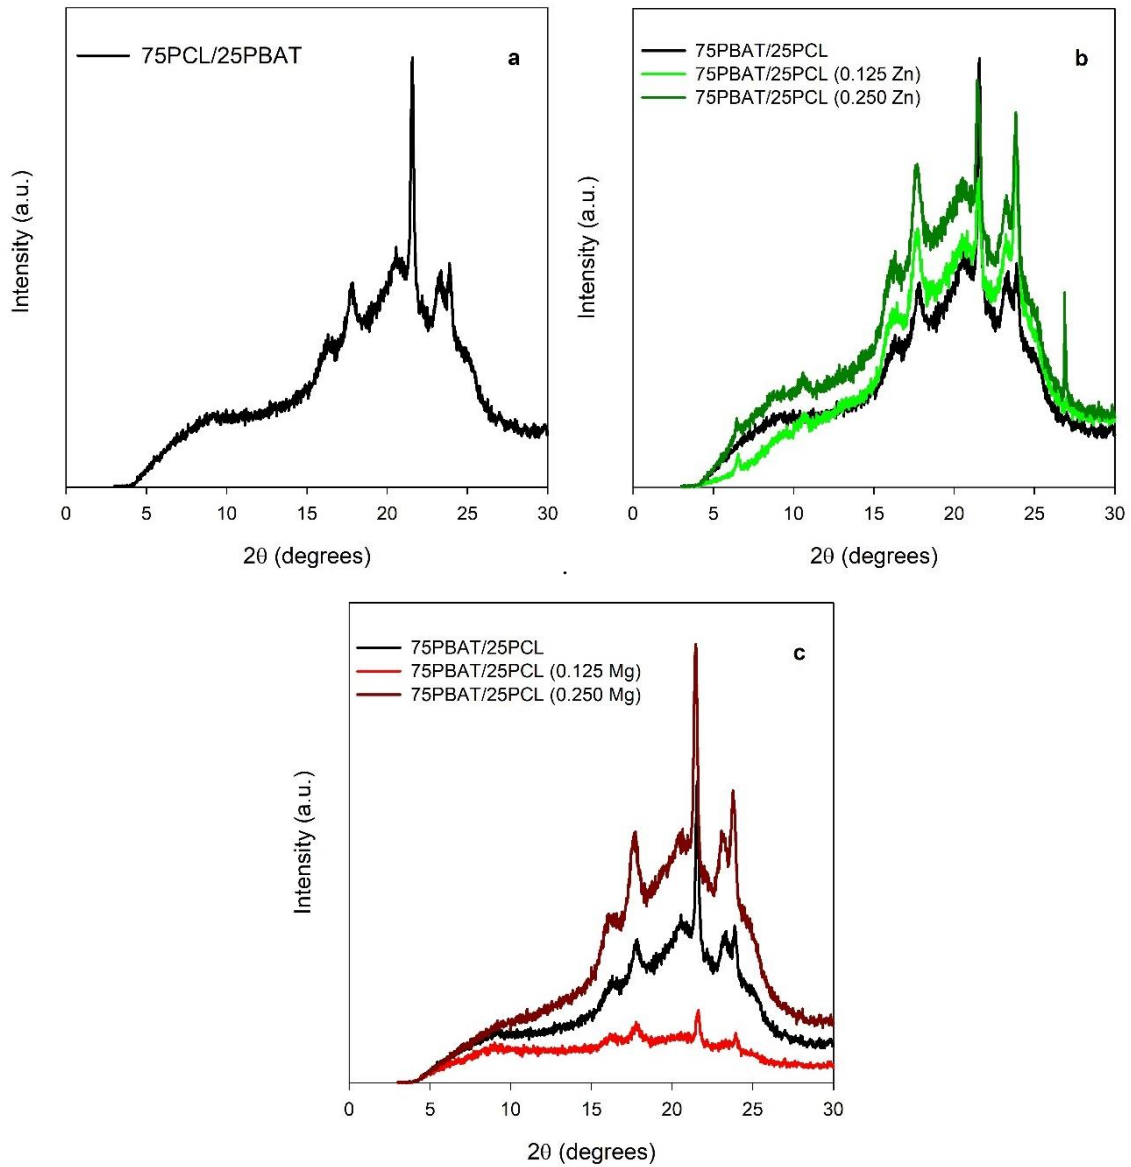 75PCL/25PBAT
a
Intensity (a.u.)
0 5 10 15 20 25 30
2θ (degrees)
75PBAT/25PCL
75PBAT/25PCL (0.125 Zn)
75PBAT/25PCL (0.250 Zn)
b
Intensity (a.u.)
0 5 10 15 20 25 30
2θ (degrees)
75PBAT/25PCL
75PBAT/25PCL (0.125 Mg)
75PBAT/25PCL (0.250 Mg)
c
Intensity (a.u.)
0 5 10 15 20 25 30
2θ (degrees)